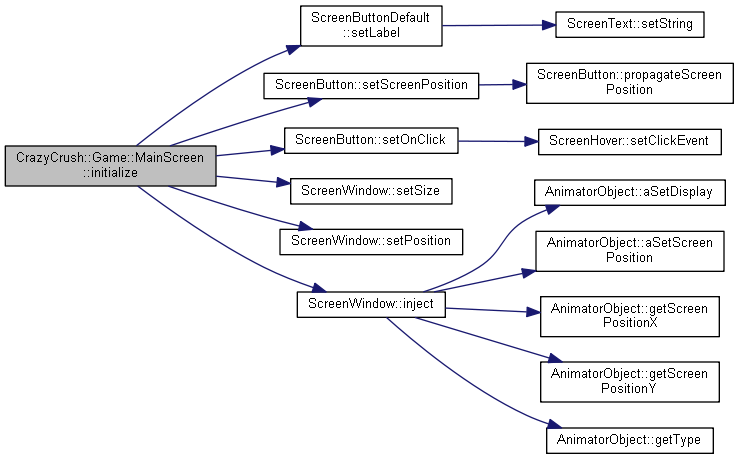 CrazyCrush::Game::MainScreen
::initialize
ScreenButtonDefault
::setLabel
ScreenText::setString
ScreenButton::setScreenPosition
ScreenButton::propagateScreen
Position
ScreenButton::setOnClick
ScreenHover::setClickEvent
ScreenWindow::setSize
ScreenWindow::setPosition
ScreenWindow::inject
AnimatorObject::aSetDisplay
AnimatorObject::aSetScreen
Position
AnimatorObject::getScreen
PositionX
AnimatorObject::getScreen
PositionY
AnimatorObject::getType